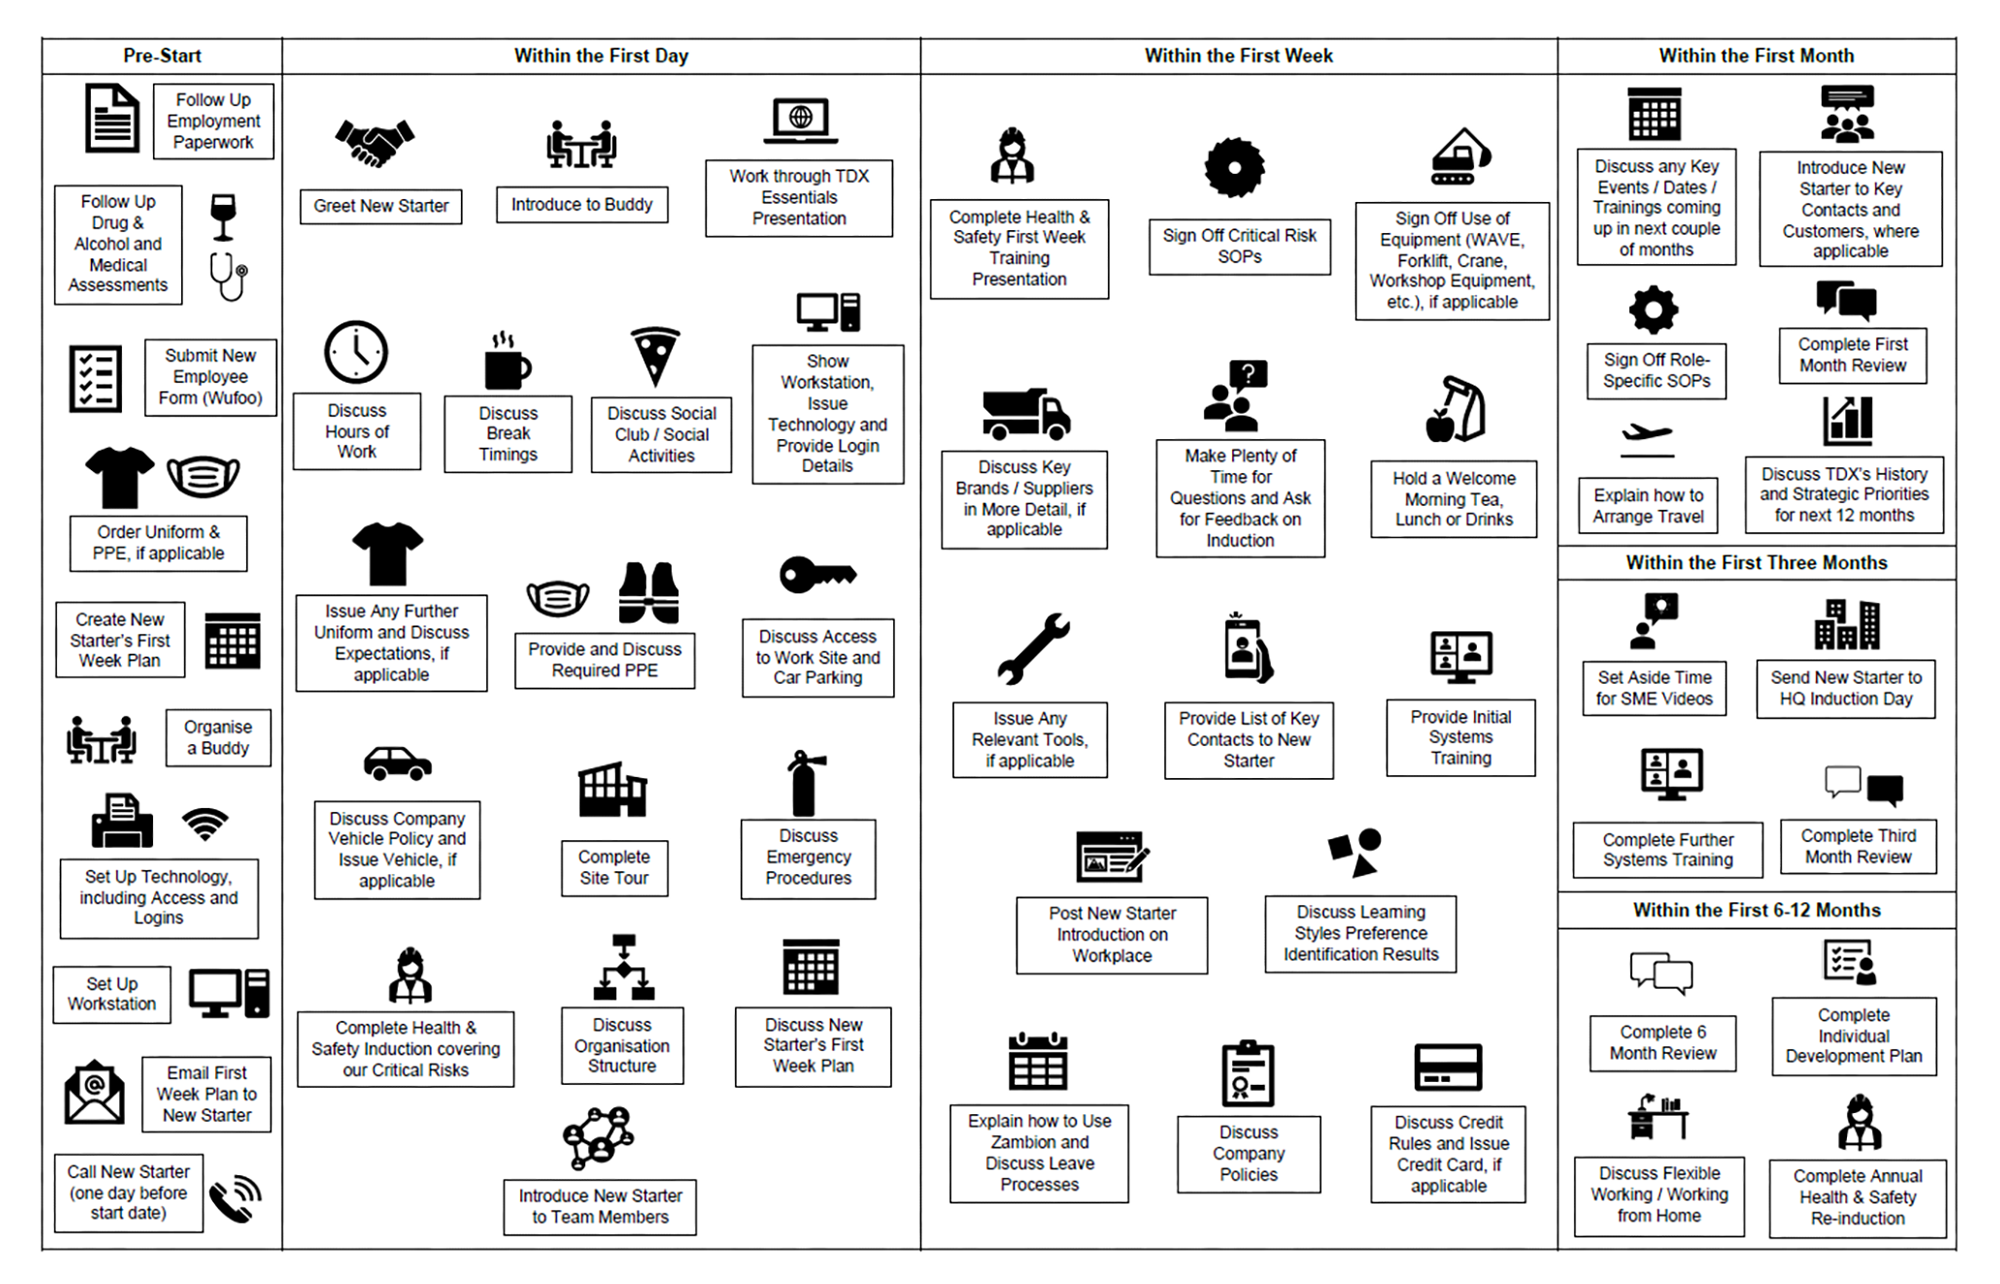 Pre-Start
Follow Up
Employment
Paperwork
Follow Up
Drug &
Alcohol and
Medical
Assessments
Submit New
Employee
Form (Wufoo)
Order Uniform &
PPE, if applicable
Create New
Starter's First
Week Plan
Organise
a Buddy
Set Up Technology,
including Access and
Logins
Set Up
Workstation
Email First
Week Plan to
New Starter
Call New Starter
(one day before
start date)
Within the First Day
Greet New Starter
Introduce to Buddy
Work through TDX
Essentials
Presentation
Discuss
Hours of
Work
Discuss
Break
Timings
Discuss Social
Club / Social
Activities
Show
Workstation,
Issue
Technology and
Provide Login
Details
Issue Any Further
Uniform and Discuss
Expectations, if
applicable
Provide and Discuss
Required PPE
Discuss Access
to Work Site and
Car Parking
Discuss Company
Vehicle Policy and
Issue Vehicle, if
applicable
Complete
Site Tour
Discuss
Emergency
Procedures
Complete Health &
Safety Induction covering
our Critical Risks
Discuss
Organisation
Structure
Discuss New
Starter's First
Week Plan
Introduce New Starter
to Team Members
Within the First Week
Complete Health &
Safety First Week
Training
Presentation
Sign Off Critical Risk
SOPs
Sign Off Use of
Equipment (WAVE,
Forklift, Crane,
Workshop Equipment,
etc.), if applicable
Discuss Key
Brands / Suppliers
in More Detail, if
applicable
?
Make Plenty of
Time for
Questions and Ask
for Feedback on
Induction
Hold a Welcome
Morning Tea,
Lunch or Drinks
Issue Any
Relevant Tools,
if applicable
Provide List of Key
Contacts to New
Starter
Provide Initial
Systems
Training
Post New Starter
Introduction on
Workplace
Discuss Learning
Styles Preference
Identification Results
Explain how to Use
Zambion and
Discuss Leave
Processes
Discuss
Company
Policies
Discuss Credit
Rules and Issue
Credit Card, if
applicable
Within the First Month
Discuss any Key
Events / Dates /
Trainings coming
up in next couple
of months
Introduce New
Starter to Key
Contacts and
Customers, where
applicable
Sign Off Role-
Specific SOPs
Complete First
Month Review
Explain how to
Arrange Travel
Discuss TDX's History
and Strategic Priorities
for next 12 months
Within the First Three Months
Set Aside Time
for SME Videos
Send New Starter to
HQ Induction Day
Complete Further
Systems Training
Complete Third
Month Review
Within the First 6-12 Months
Complete 6
Month Review
Complete
Individual
Development Plan
Discuss Flexible
Working / Working
from Home
Complete Annual
Health & Safety
Re-induction